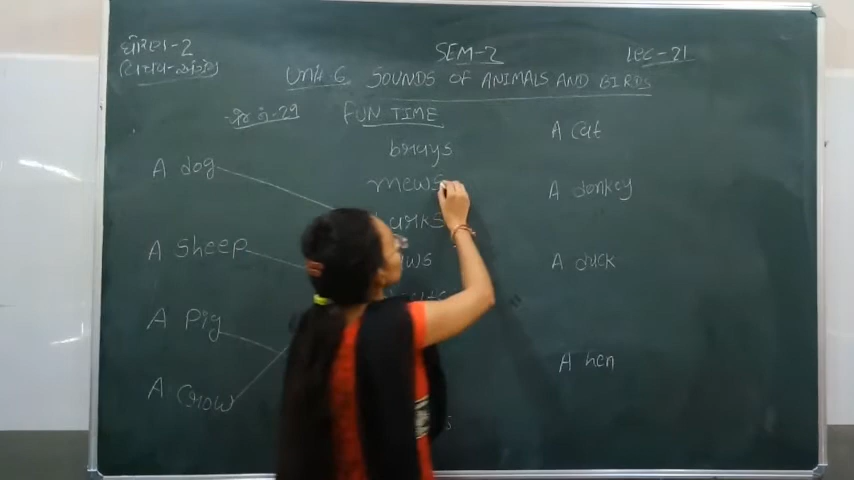 ધોરણ-2
SEM-2
Lec-21
Unit 6 SOUNDS OF ANIMALS AND BIRDS
પેજ નં-29
FUN TIME
A cat
brays
A dog
mews
A donkey
A Sheep
A duck
A Pig
A hen
A Crow